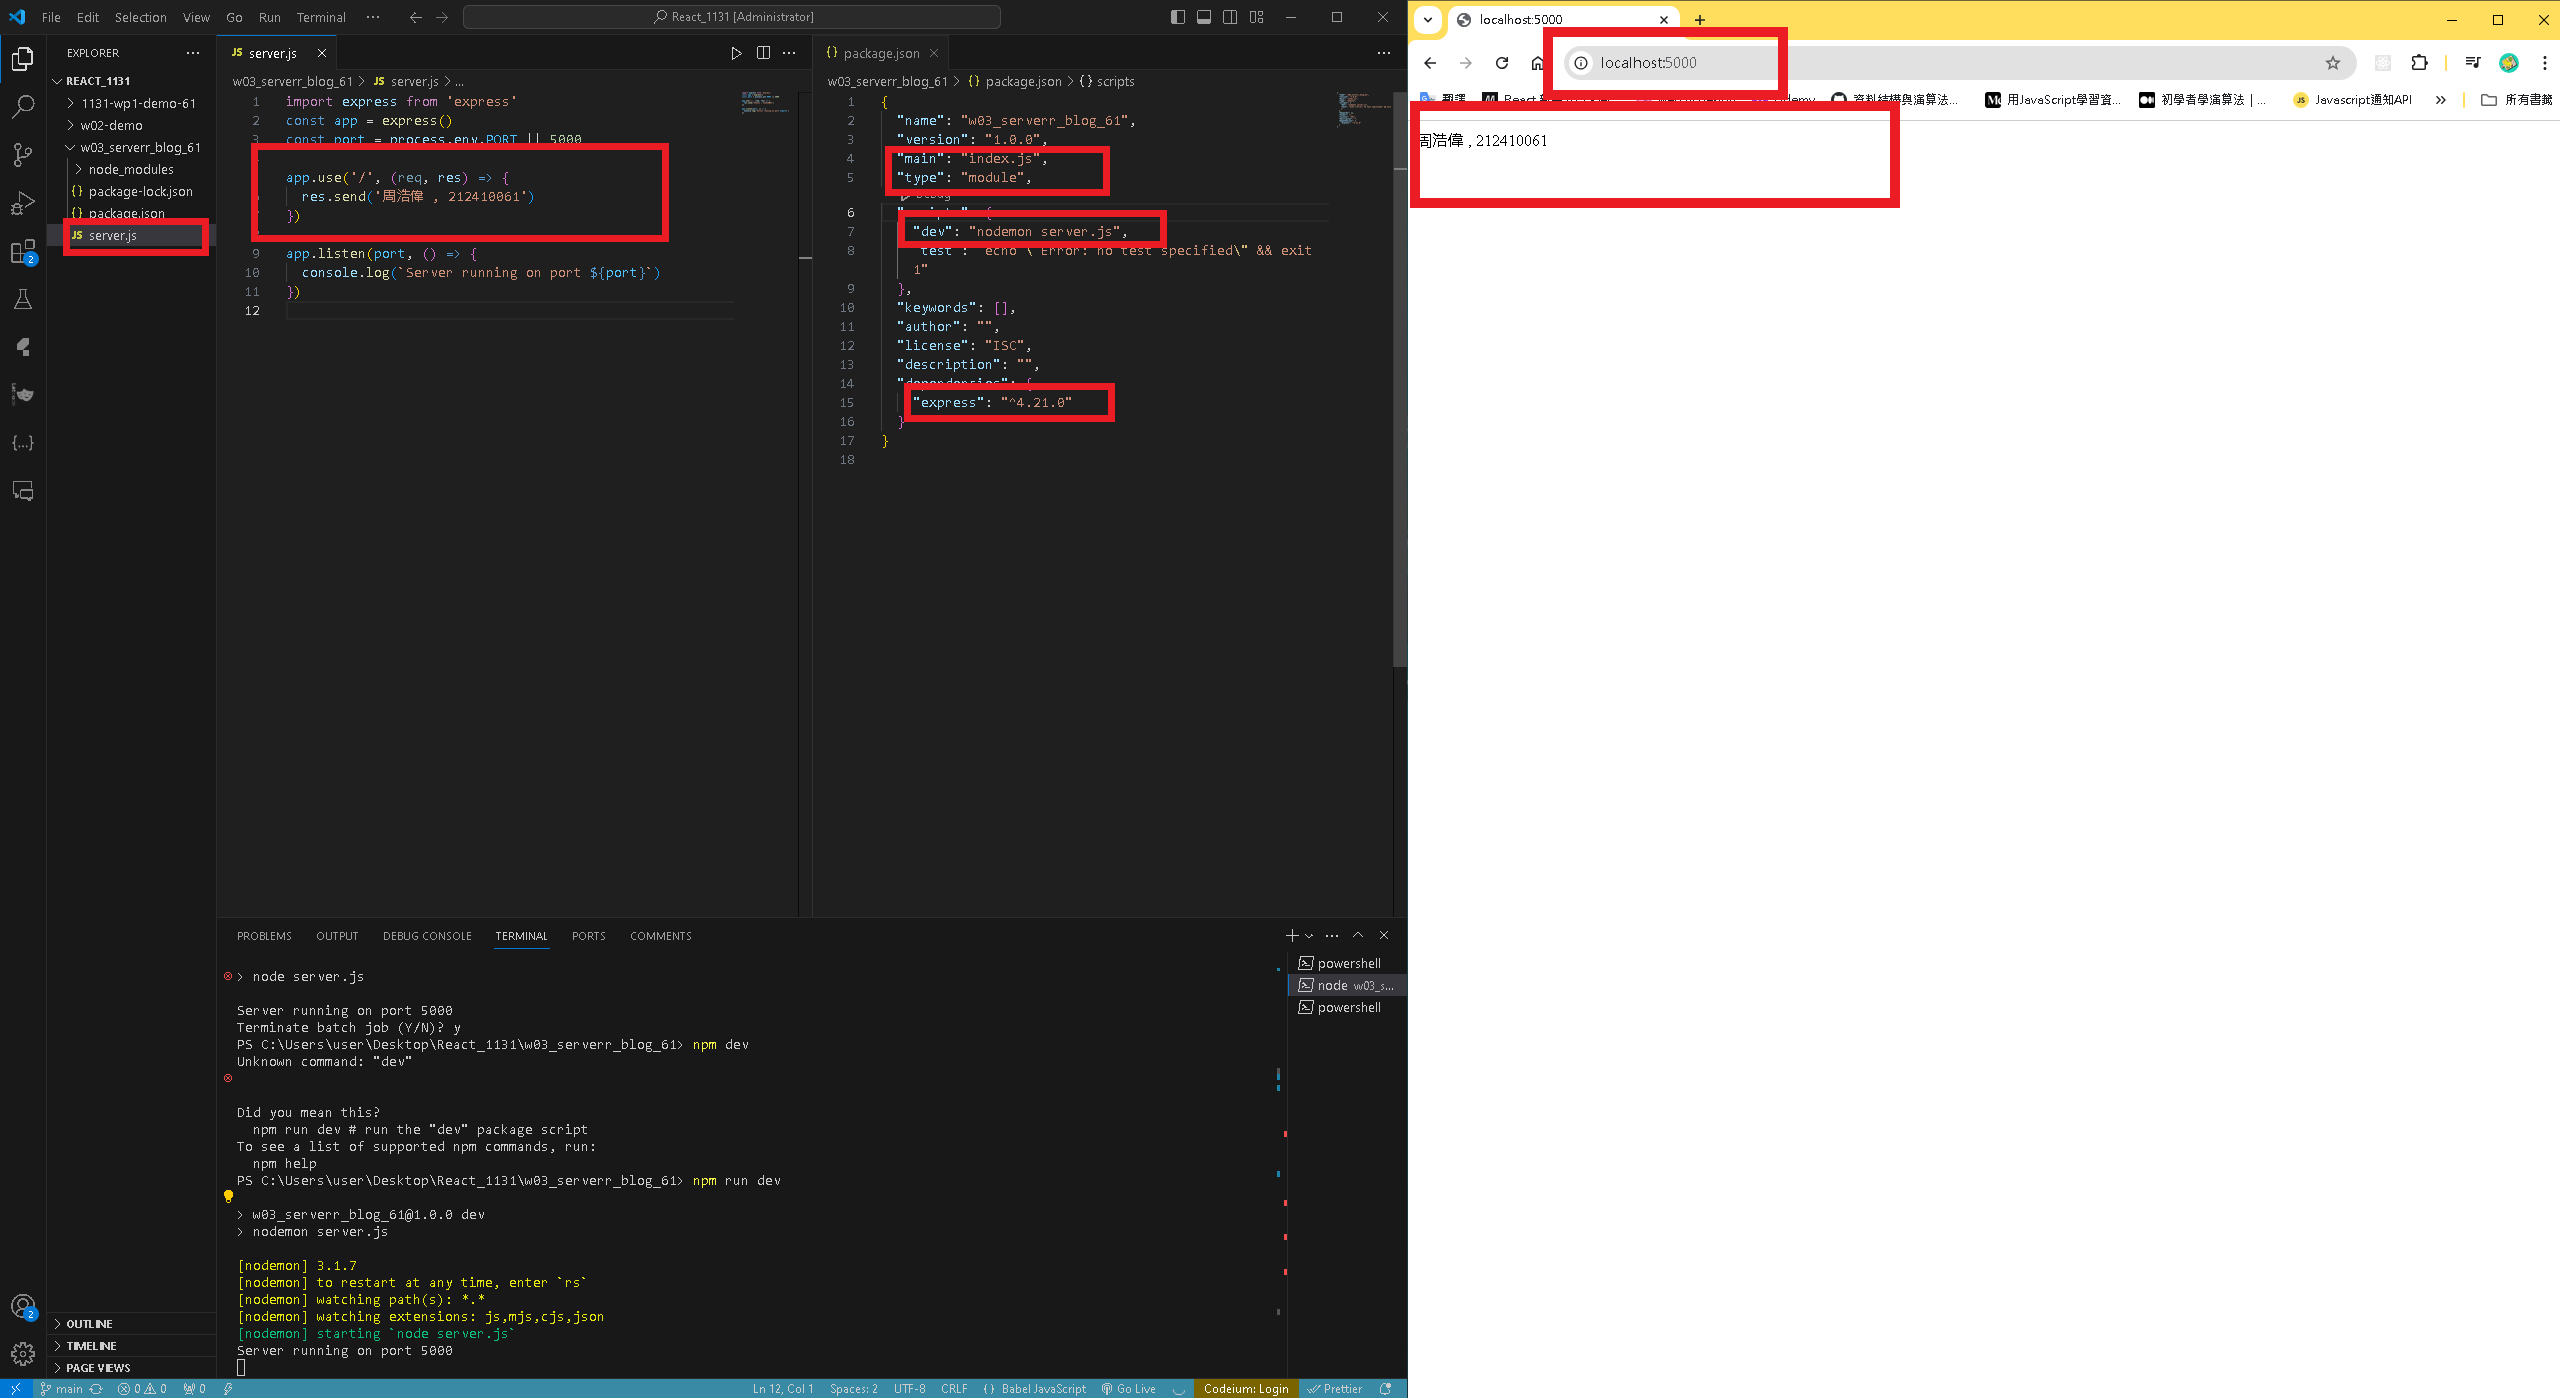 File Edit Selection View Go Run Terminal ··· React_1131 [Administrator]
EXPLORER ···
REACT_1131
1131-wp1-demo-61
w02-demo
w03_serverr_blog_61
node_modules
{} package-lock.json
{} package.json
JS server.js
2
2
OUTLINE
TIMELINE
PAGE VIEWS
JS server.js
w03_serverr_blog_61 > JS server.js > ...
1 import express from 'express'
2 const app = express()
3 const port = process.env.PORT || 5000
app.use('/', (req, res) => {
res.send('周浩偉 , 212410061')
})
9 app.listen(port, () => {
10 console.log(`Server running on port ${port}`)
11 })
12
{} package.json
w03_serverr_blog_61 > {} package.json > {} scripts
1 {
2 "name": "w03_serverr_blog_61",
3 "version": "1.0.0",
4 "main": "index.js",
5 "type": "module",
6
7 "dev": "nodemon server.js",
8 test : echo \ Error: no test specified\" && exit
1"
9 },
10 "keywords": [],
11 "author": "",
12 "license": "ISC",
13 "description": "",
14 "dependencies": {
15 "express": "^4.21.0"
16 }
17 }
18
PROBLEMS OUTPUT DEBUG CONSOLE TERMINAL PORTS COMMENTS
> node server.js
Server running on port 5000
Terminate batch job (Y/N)? y
PS C:\Users\user\Desktop\React_1131\w03_serverr_blog_61> npm dev
Unknown command: "dev"
Did you mean this?
npm run dev # run the "dev" package script
To see a list of supported npm commands, run:
npm help
PS C:\Users\user\Desktop\React_1131\w03_serverr_blog_61> npm run dev
> w03_serverr_blog_61@1.0.0 dev
> nodemon server.js
[nodemon] 3.1.7
[nodemon] to restart at any time, enter `rs`
[nodemon] watching path(s): *.*
[nodemon] watching extensions: js,mjs,cjs,json
[nodemon] starting `node server.js`
Server running on port 5000
powershell
node w03_s...
powershell
main 0 0 0 Ln 12, Col 1 Spaces: 2 UTF-8 CRLF {} Babel JavaScript Go Live Codeium: Login Prettier
localhost:5000
localhost:5000
翻譯 資料結構與演算法... 用JavaScript學習資... 初學者學演算法 | ... JS Javascript通知API » 所有書籤
周浩偉 , 212410061